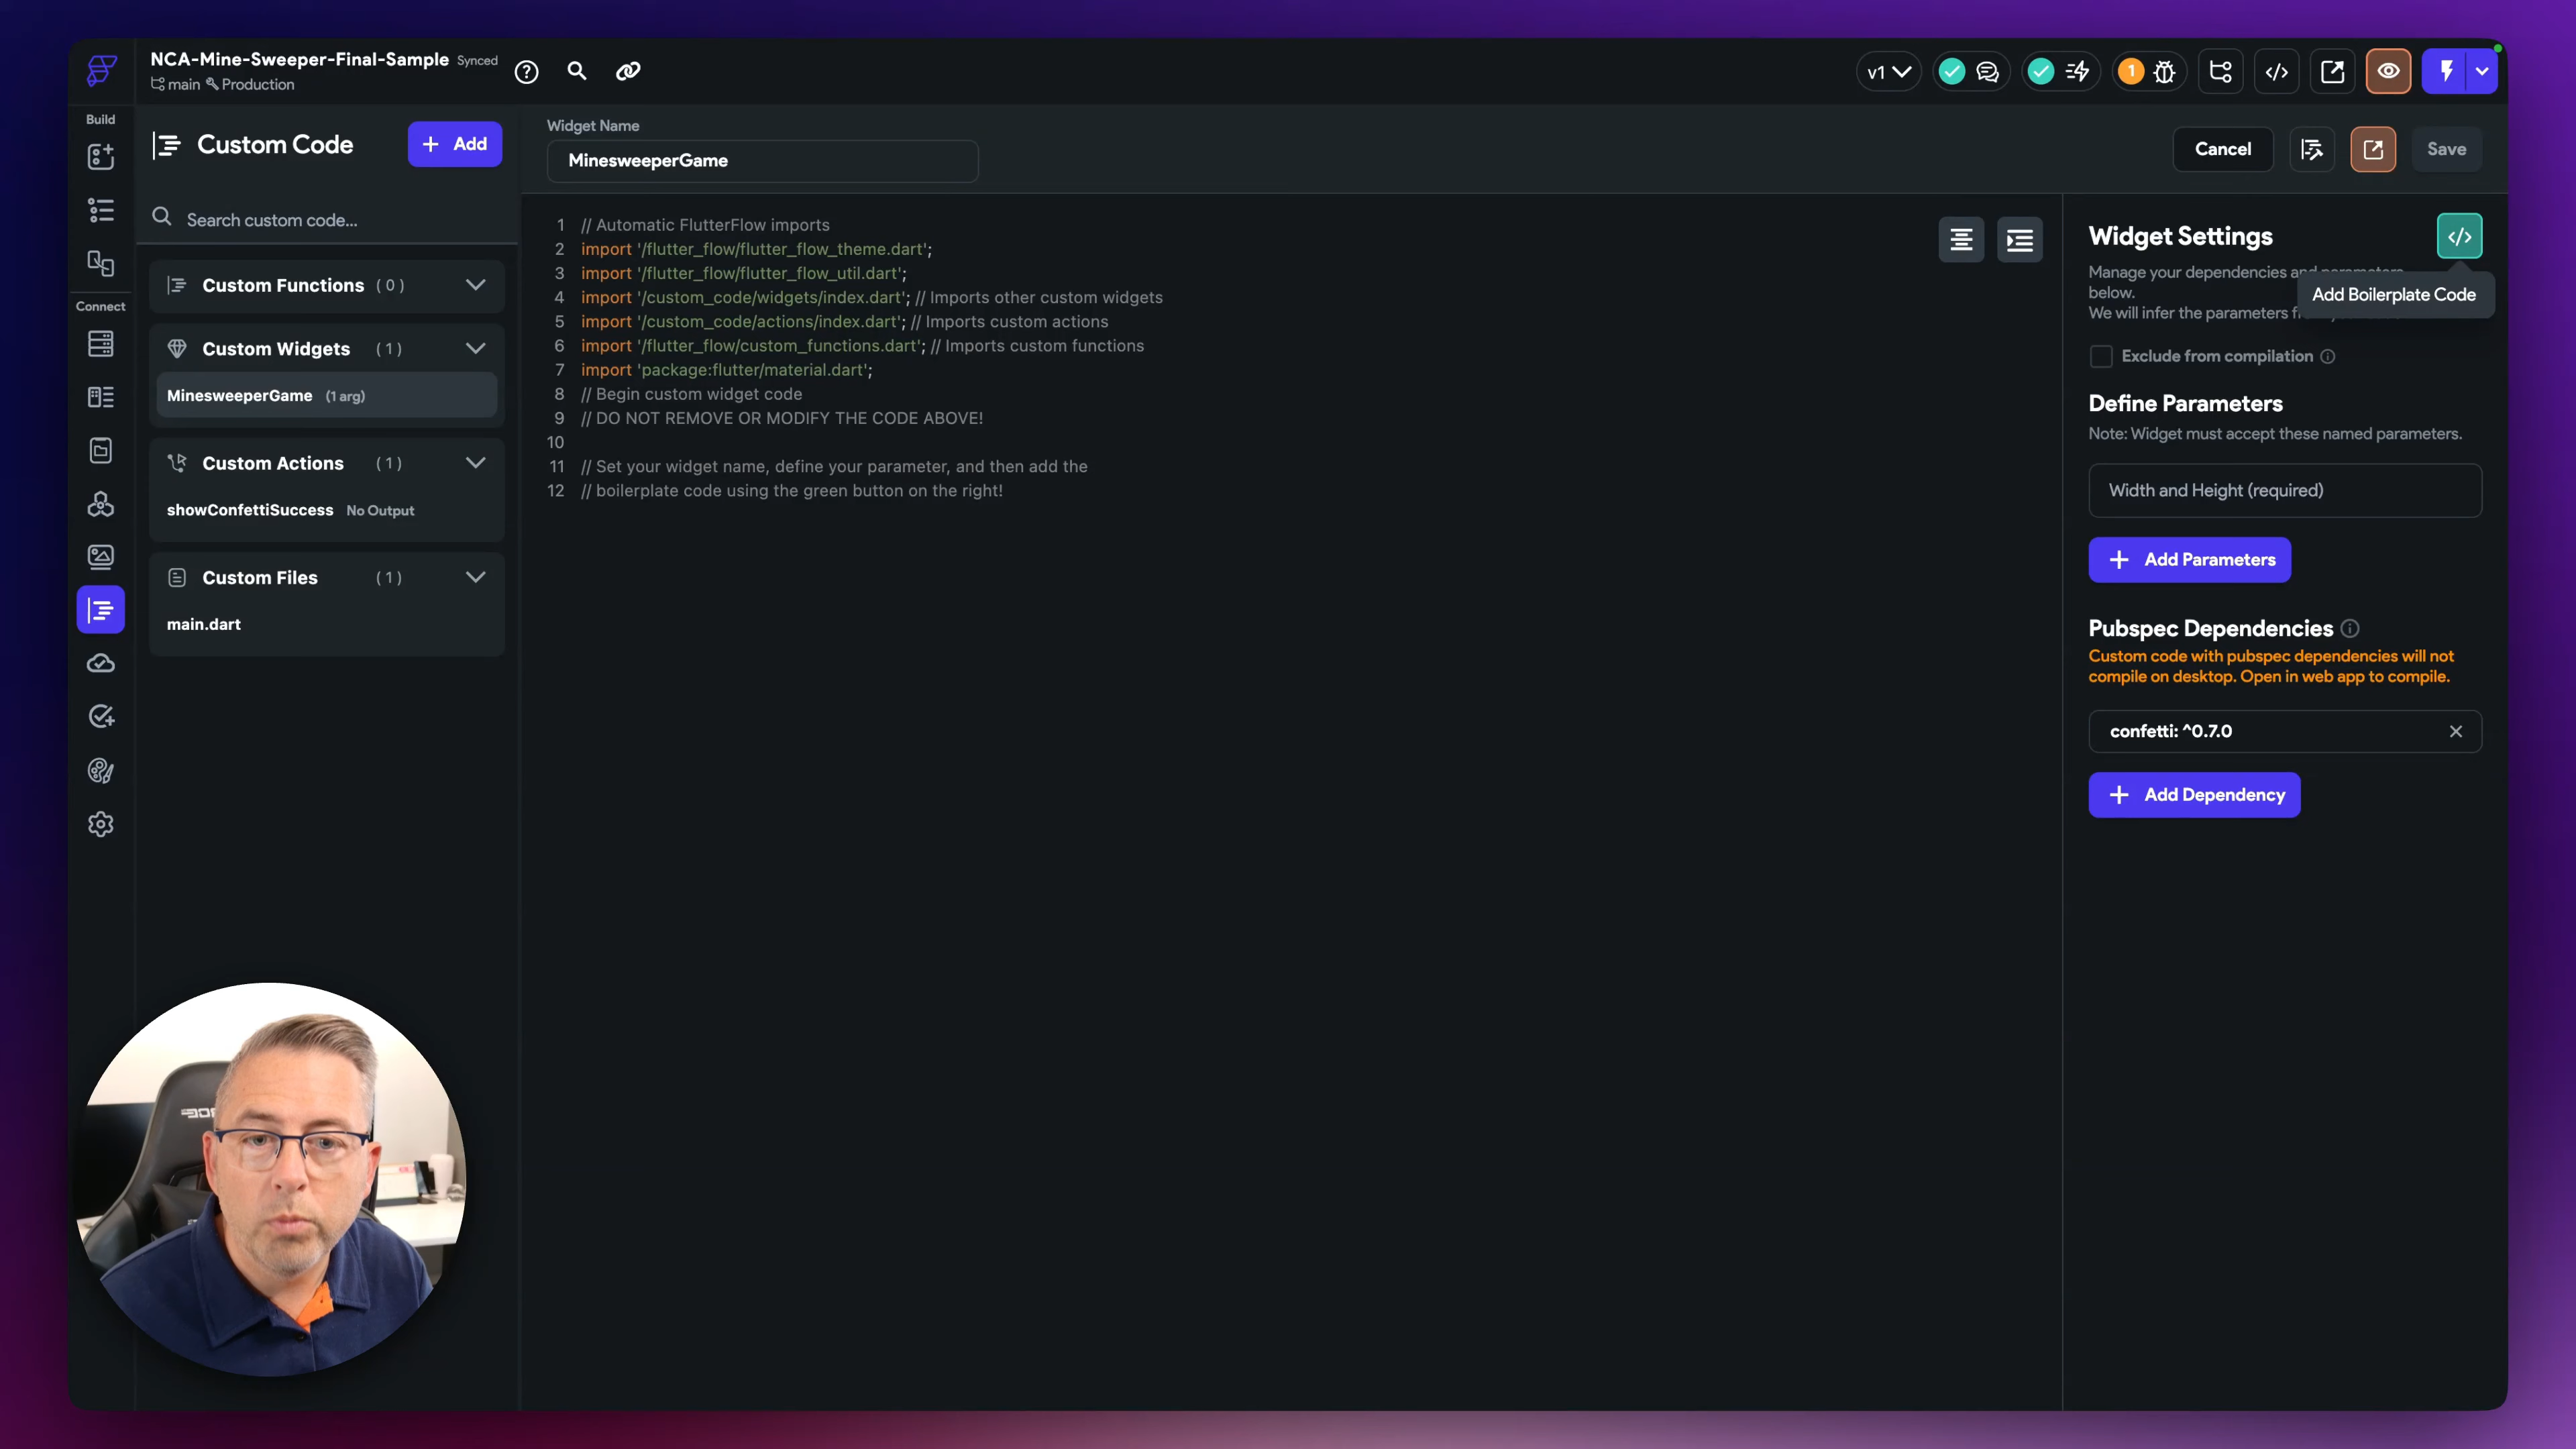 NCA-Mine-Sweeper-Final-Sample Synced
main Production
v1
1
Build
Connect
Custom Code
Add
Search custom code...
Custom Functions ( 0 )
Custom Widgets ( 1 )
MinesweeperGame (1 arg)
Custom Actions ( 1 )
showConfettiSuccess No Output
Custom Files ( 1 )
main.dart
Widget Name
MinesweeperGame
Cancel
Save
1 // Automatic FlutterFlow imports
2 import '/flutter_flow/flutter_flow_theme.dart';
3 import '/flutter_flow/flutter_flow_util.dart';
4 import '/custom_code/widgets/index.dart'; // Imports other custom widgets
5 import '/custom_code/actions/index.dart'; // Imports custom actions
6 import '/flutter_flow/custom_functions.dart'; // Imports custom functions
7 import 'package:flutter/material.dart';
8 // Begin custom widget code
9 // DO NOT REMOVE OR MODIFY THE CODE ABOVE!
10
11 // Set your widget name, define your parameter, and then add the
12 // boilerplate code using the green button on the right!
Widget Settings
Manage your dependencies and parameters
below.
We will infer the parameters
Add Boilerplate Code
Exclude from compilation
Define Parameters
Note: Widget must accept these named parameters.
Width and Height (required)
Add Parameters
Pubspec Dependencies
Custom code with pubspec dependencies will not
compile on desktop. Open in web app to compile.
confetti: ^0.7.0
Add Dependency